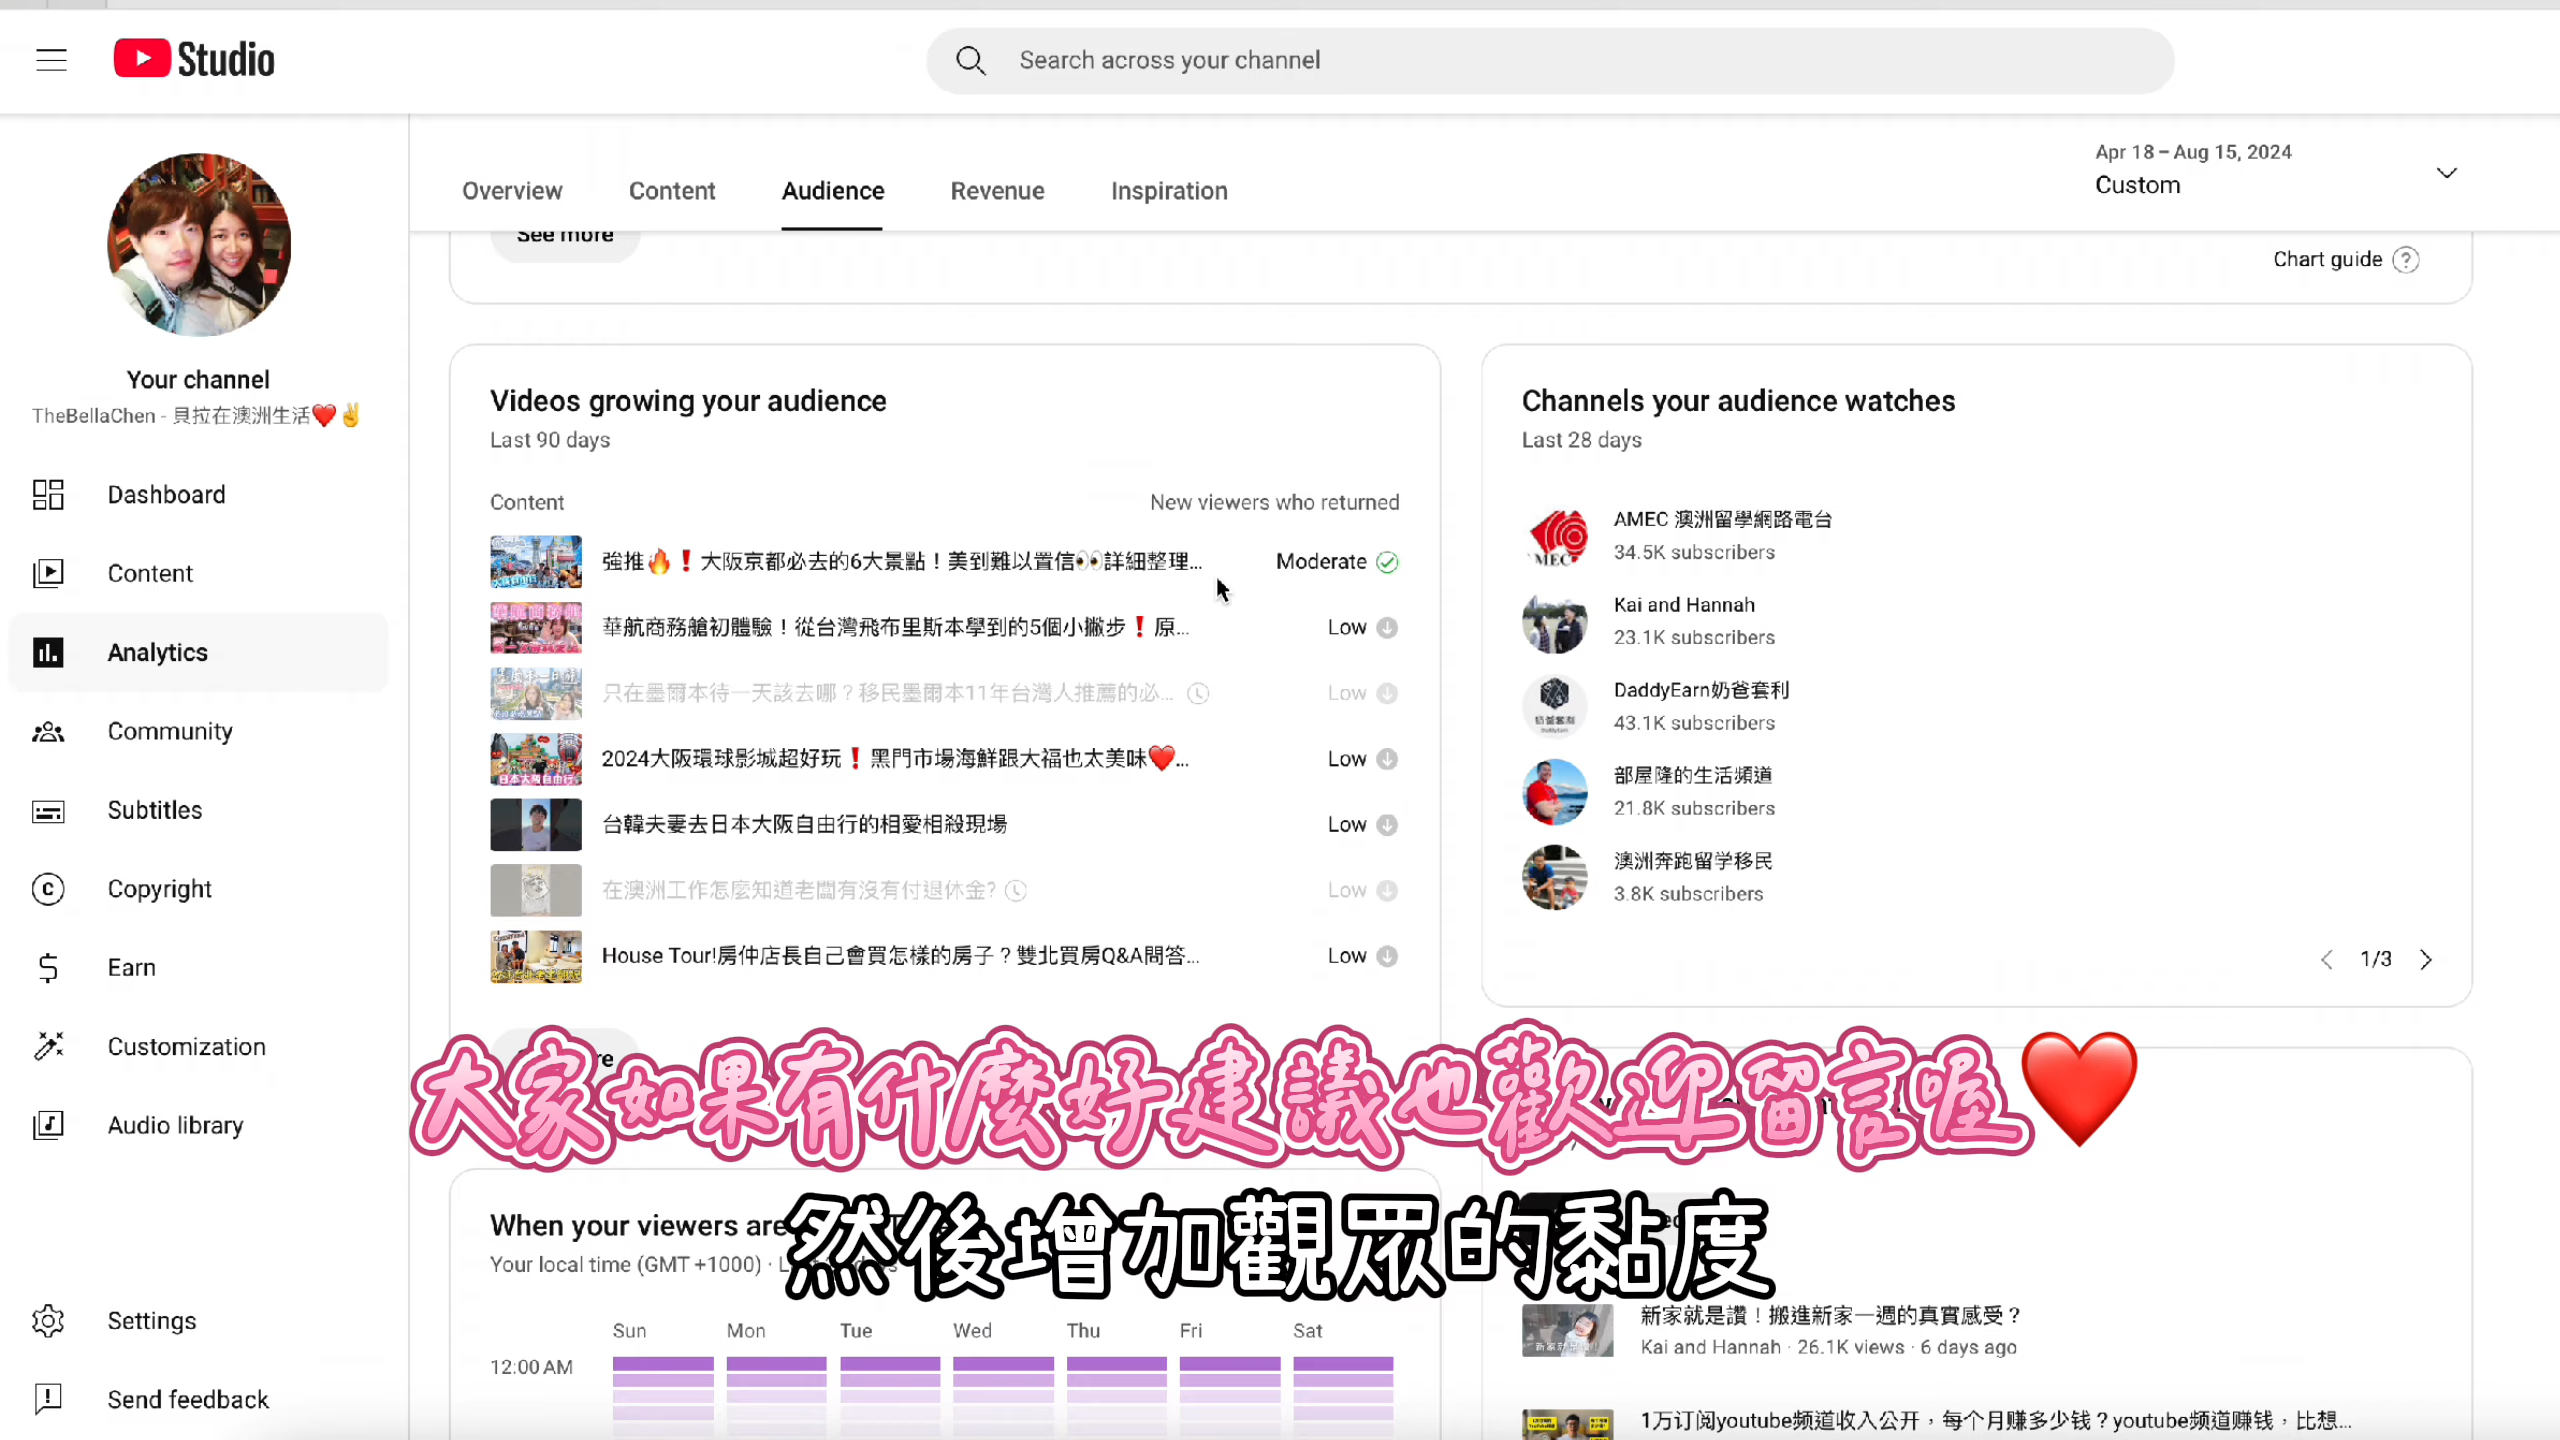 Studio
Search across your channel
Your channel
TheBellaChen - 貝拉在澳洲生活❤️✌️
Dashboard
Content
Analytics
Community
Subtitles
Copyright
Earn
Customization
Audio library
Settings
Send feedback
Overview
Content
Audience
Revenue
Inspiration
Apr 18 – Aug 15, 2024
Custom
See more
Chart guide
Videos growing your audience
Last 90 days
Content
New viewers who returned
強推🔥❗大阪京都必去的6大景點！美到難以置信👀詳細整理...
Moderate
華航商務艙初體驗！從台灣飛布里斯本學到的5個小撇步❗原...
Low
只在墨爾本待一天該去哪？移民墨爾本11年台灣人推薦的必...
Low
2024大阪環球影城超好玩❗黑門市場海鮮跟大福也太美味❤️...
Low
台韓夫妻去日本大阪自由行的相愛相殺現場
Low
在澳洲工作怎麼知道老闆有沒有付退休金?
Low
House Tour!房仲店長自己會買怎樣的房子？雙北買房Q&A問答...
Low
Channels your audience watches
Last 28 days
AMEC 澳洲留學網路電台
34.5K subscribers
Kai and Hannah
23.1K subscribers
DaddyEarn奶爸套利
43.1K subscribers
部屋隆的生活頻道
21.8K subscribers
澳洲奔跑留学移民
3.8K subscribers
1/3
大家如果有什麼好建議也歡迎留言喔❤️
然後增加觀眾的黏度
When your viewers are
Your local time (GMT +1000) ·
Sun Mon Tue Wed Thu Fri Sat
12:00 AM
新家就是讚！搬進新家一週的真實感受？
Kai and Hannah · 26.1K views · 6 days ago
1万订阅youtube频道收入公开，每个月赚多少钱？youtube频道赚钱，比想...